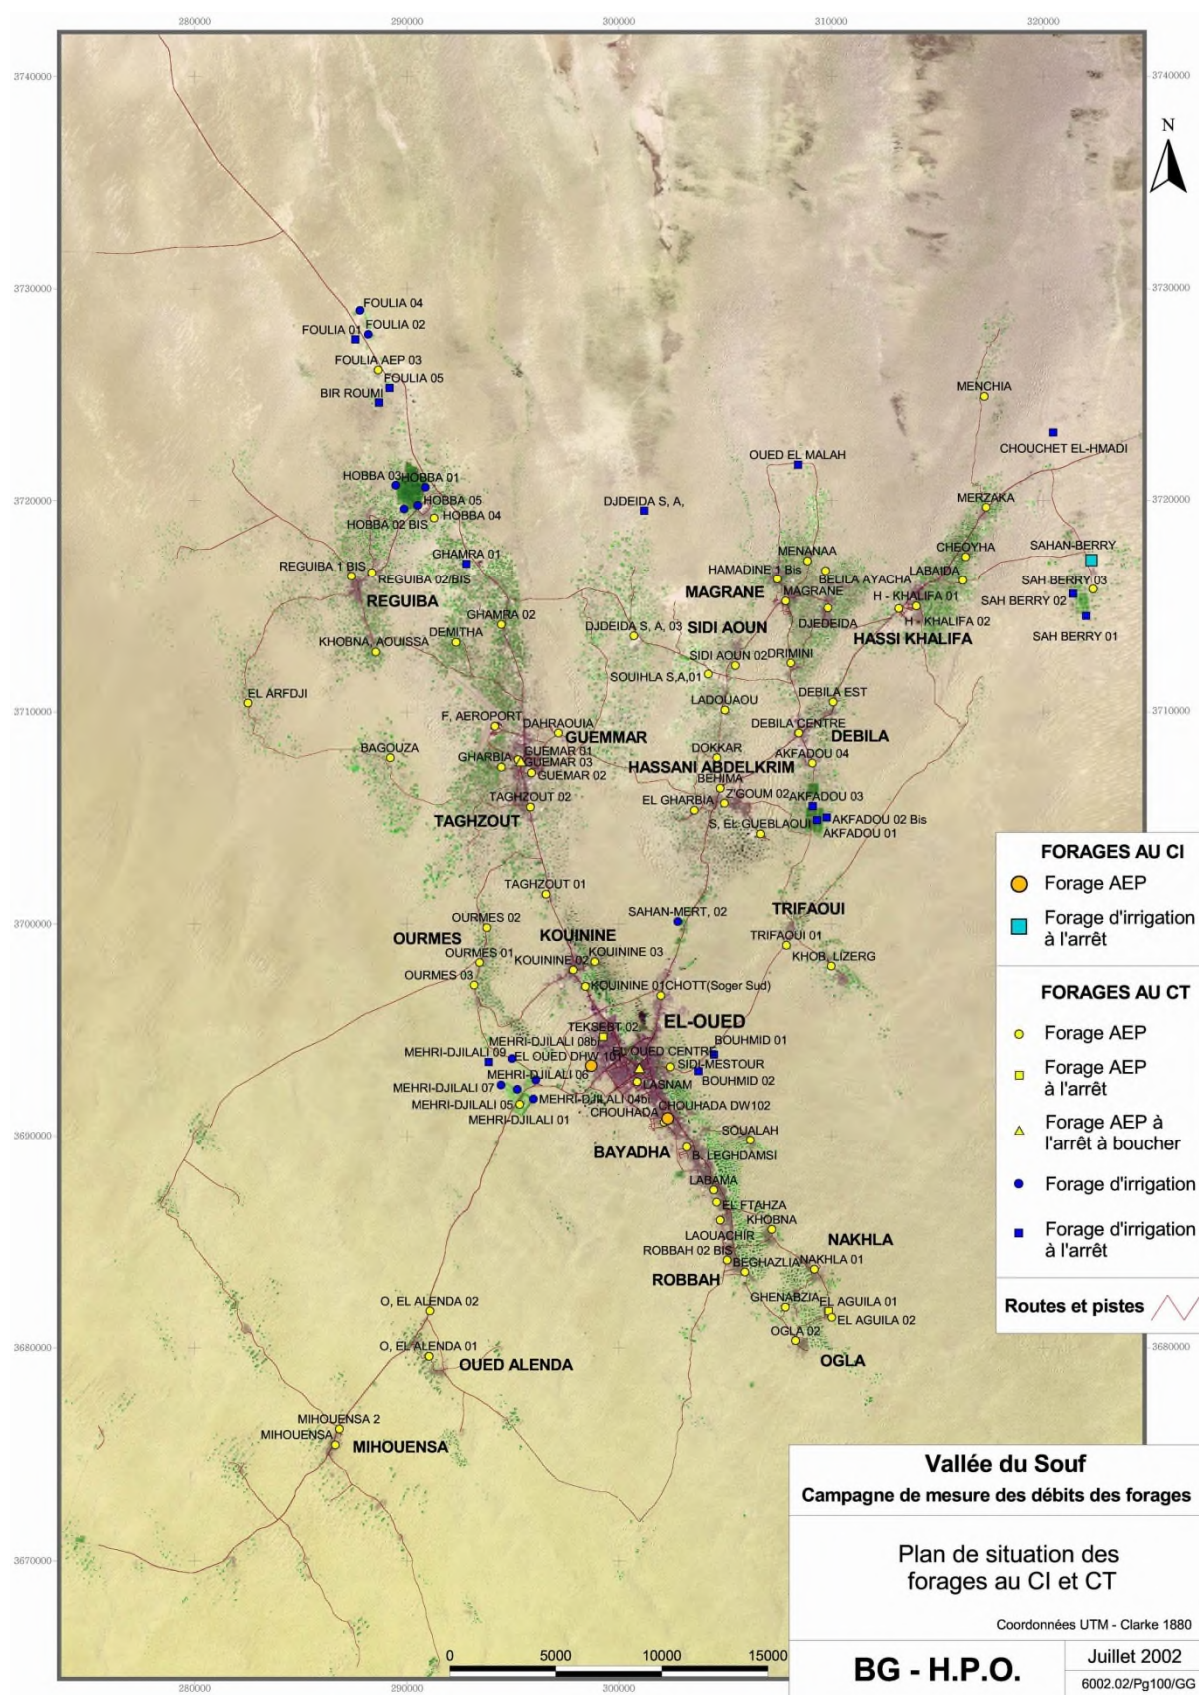 280000
290000
300000
310000
320000
3740000
3740000
N
3730000
3730000
FOULIA 04
FOULIA 02
FOULIA 01
FOULIA AEP 03
FOULIA 05
BIR ROUMI
MENCHIA
CHOUCHET EL-HMADI
OUED EL MALAH
HOBBA 03
HOBBA 01
3720000
3720000
HOBBA 05
DJDEIDA S, A,
MERZAKA
HOBBA 04
HOBBA 02 BIS
GHAMRA 01
MENANAA
CHEOYHA
SAHAN-BERRY
REGUIBA 1 BIS
HAMADINE 1 Bis
LABAIDA
REGUIBA 02/BIS
BELILA AYACHA
SAH BERRY 03
MAGRANE
MAGRANE
H - KHALIFA 01
SAH BERRY 02
REGUIBA
GHAMRA 02
DJDEIDA S, A, 03
SIDI AOUN
DJEDEIDA
H - KHALIFA 02
DEMITHA
HASSI KHALIFA
SAH BERRY 01
KHOBNA, AOUISSA
SIDI AOUN 02
DRIMINI
SOUIHLA S,A,01
EL ARFDJI
LADOUAOU
DEBILA EST
3710000
3710000
F, AEROPORT
DAHRAOUIA
DEBILA CENTRE
GUEMMAR
DEBILA
BAGOUZA
GUEMAR 01
DOKKAR
AKFADOU 04
GHARBIA
GUEMAR 03
HASSANI ABDELKRIM
GUEMAR 02
BEHIMA
Z'GOUM 02
TAGHZOUT 02
EL GHARBIA
AKFADOU 03
TAGHZOUT
S, EL GUEBLAOUI
AKFADOU 02 Bis
AKFADOU 01
TAGHZOUT 01
TRIFAOUI
OURMES 02
SAHAN-MERT, 02
3700000
OURMES
KOUININE
TRIFAOUI 01
OURMES 01
KOUININE 03
KHOB, LIZERG
KOUININE 02
OURMES 03
KOUININE 01
CHOTT(Soger Sud)
EL-OUED
TEKSEBT 02
MEHRI-DJILALI 08bi
BOUHMID 01
MEHRI-DJILALI 09
EL OUED CENTRE
EL OUED DHW 101
SIDI-MESTOUR
MEHRI-DJILALI 06
BOUHMID 02
MEHRI-DJILALI 07
LASNAM
MEHRI-DJILALI 04bi
MEHRI-DJILALI 05
CHOUHADA DW102
CHOUHADA
MEHRI-DJILALI 01
3690000
SOUALAH
BAYADHA
B. LEGHDAMSI
LABAMA
EL FTAHZA
KHOBNA
LAOUACHIR
NAKHLA
ROBBAH 02 BIS
BEGHAZLIA
NAKHLA 01
ROBBAH
GHENABZIA
EL AGUILA 01
O, EL ALENDA 02
EL AGUILA 02
OGLA 02
3680000
3680000
O, EL ALENDA 01
OGLA
OUED ALENDA
MIHOUENSA 2
MIHOUENSA
MIHOUENSA
3670000
FORAGES AU CI
Forage AEP
Forage d'irrigation
à l'arrêt
FORAGES AU CT
Forage AEP
Forage AEP
à l'arrêt
Forage AEP à
l'arrêt à boucher
Forage d'irrigation
Forage d'irrigation
à l'arrêt
Routes et pistes
Vallée du Souf
Campagne de mesure des débits des forages
Plan de situation des
forages au CI et CT
Coordonnées UTM - Clarke 1880
BG - H.P.O.
Juillet 2002
6002.02/Pg100/GG
0 5000 10000 15000
280000
290000
300000